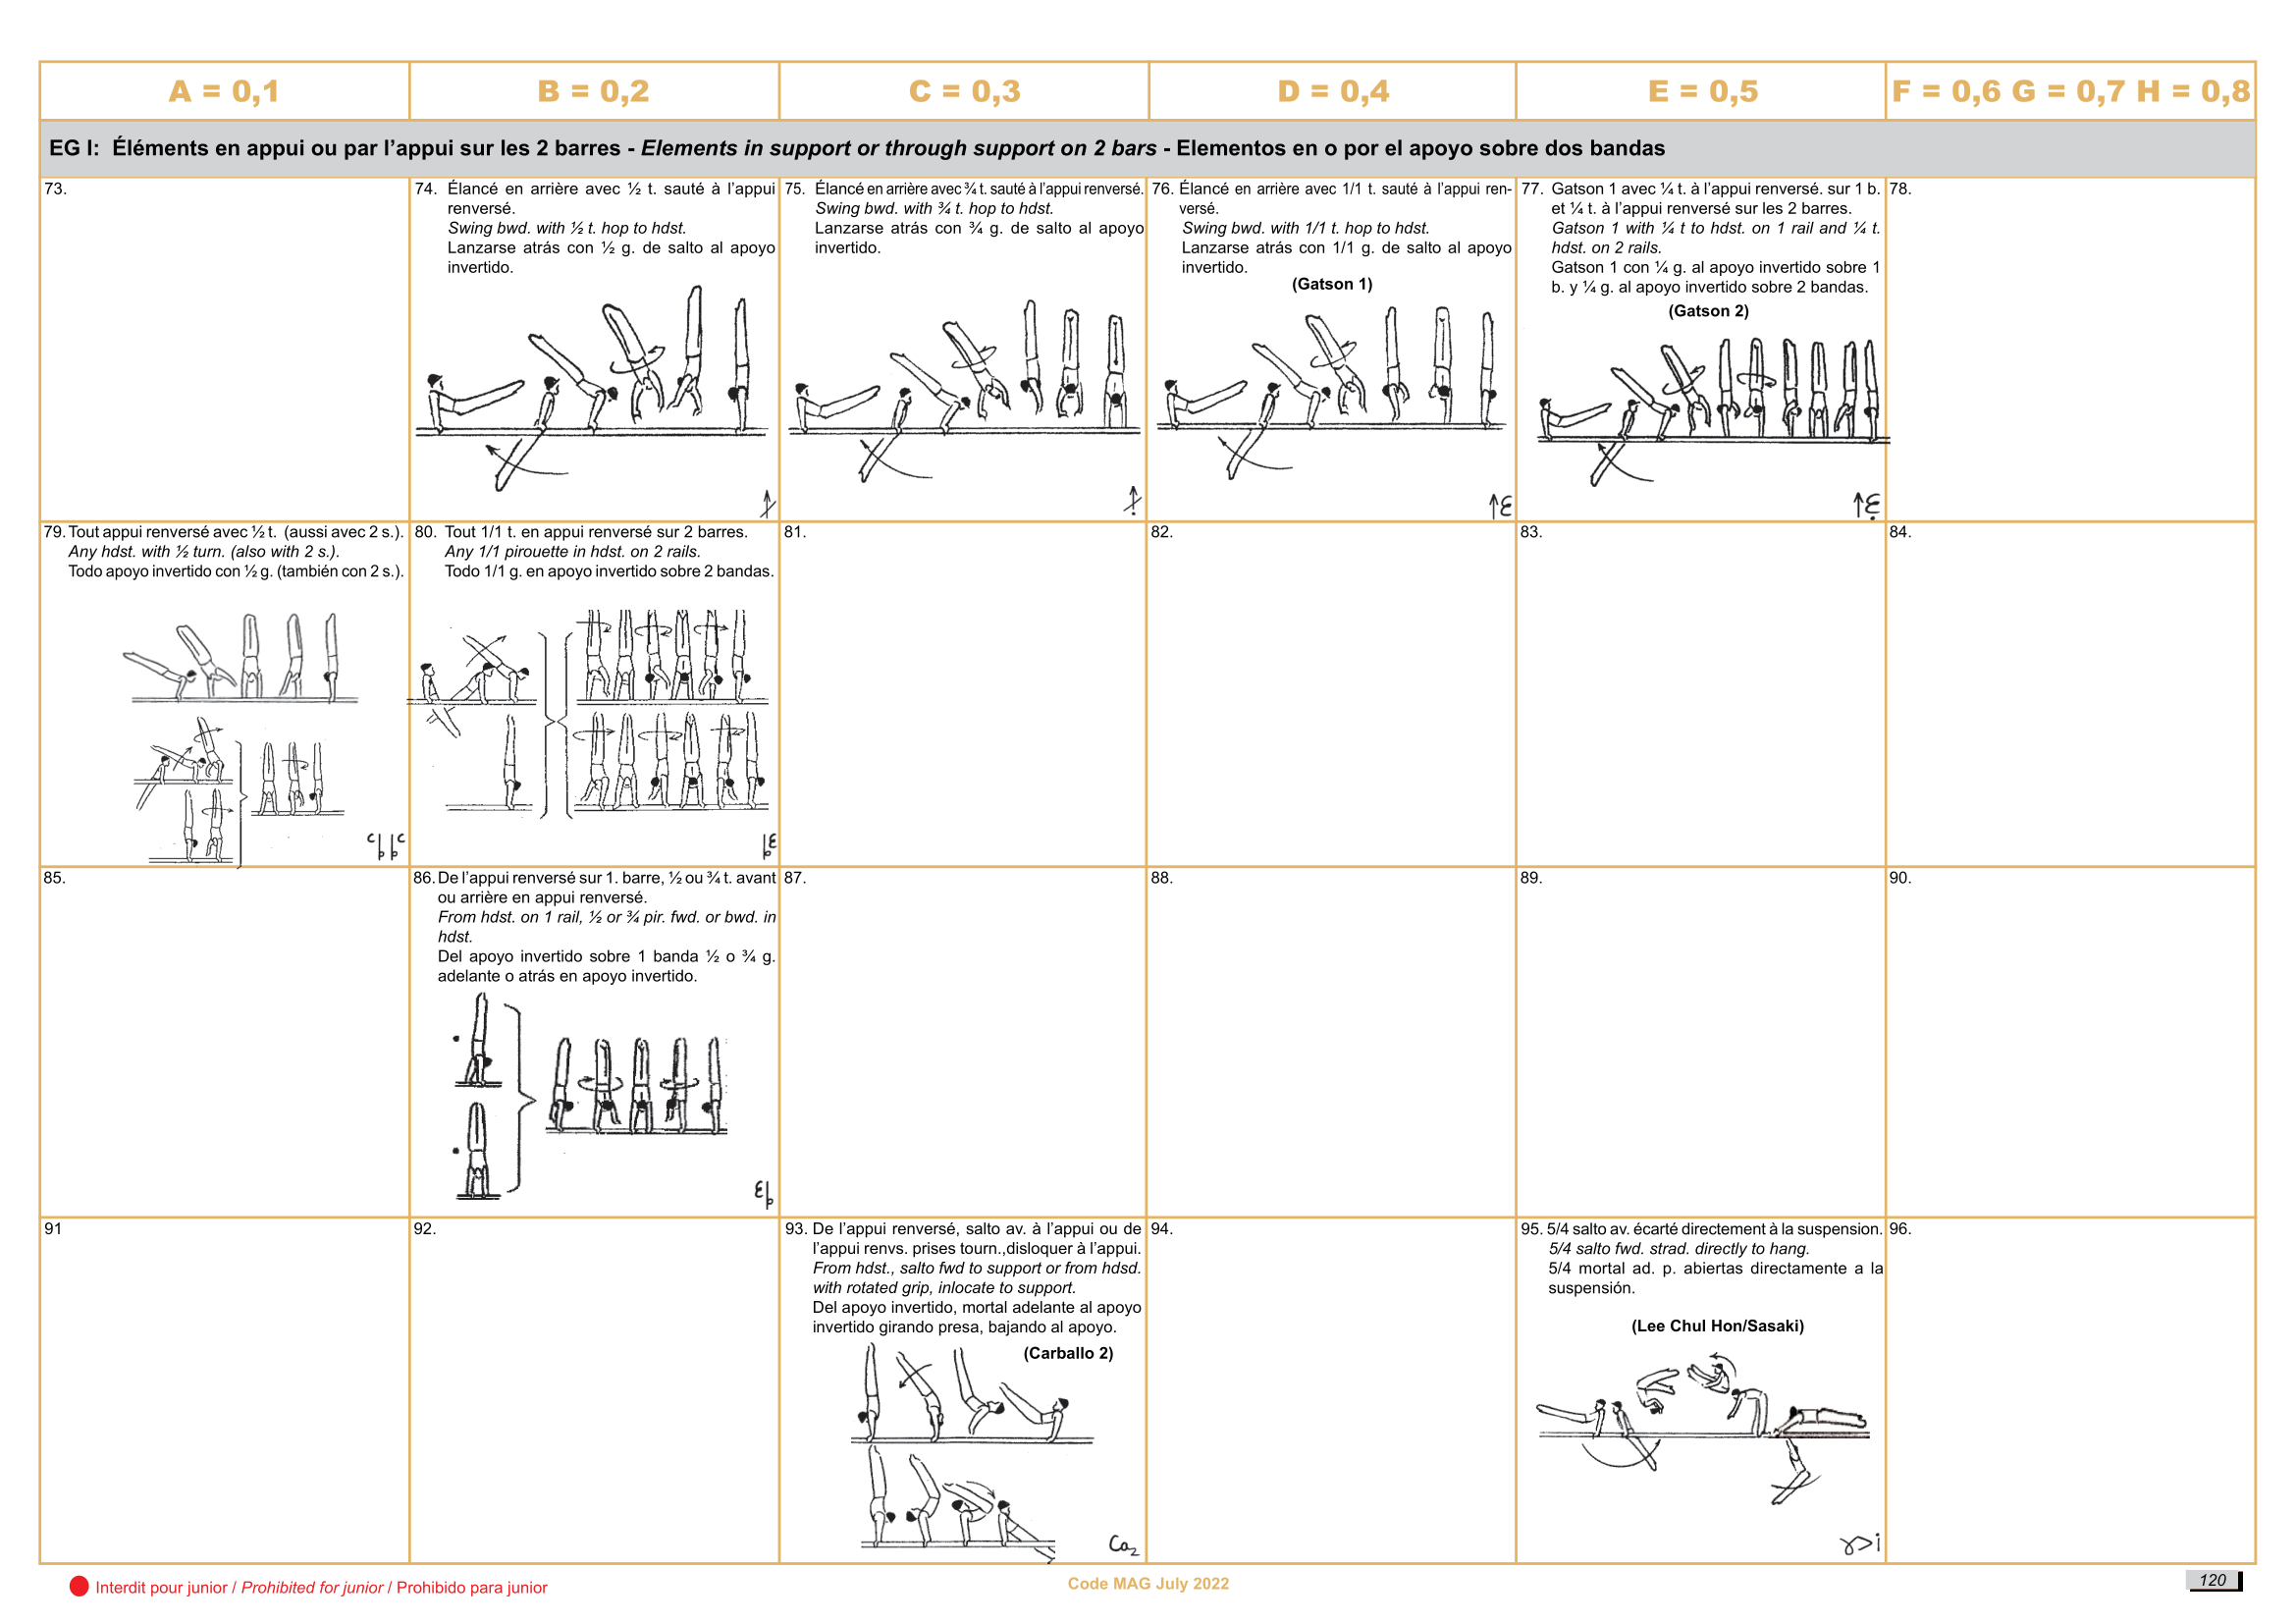 A = 0,1
B = 0,2
C = 0,3
D = 0,4
E = 0,5
F = 0,6 G = 0,7 H = 0,8
EG I: Éléments en appui ou par l'appui sur les 2 barres - Elements in support or through support on 2 bars - Elementos en o por el apoyo sobre dos bandas
73.
74. Élancé en arrière avec ½ t. sauté à l'appui
renversé.
Swing bwd. with ½ t. hop to hdst.
Lanzarse atrás con ½ g. de salto al apoyo
invertido.
75. Élancé en arrière avec ¾ t. sauté à l'appui renversé.
Swing bwd. with ¾ t. hop to hdst.
Lanzarse atrás con ¾ g. de salto al apoyo
invertido.
76. Élancé en arrière avec 1/1 t. sauté à l'appui ren-
versé.
Swing bwd. with 1/1 t. hop to hdst.
Lanzarse atrás con 1/1 g. de salto al apoyo
invertido.
(Gatson 1)
77. Gatson 1 avec ¼ t. à l'appui renversé. sur 1 b.
et ¼ t. à l'appui renversé sur les 2 barres.
Gatson 1 with ¼ t to hdst. on 1 rail and ¼ t.
hdst. on 2 rails.
Gatson 1 con ¼ g. al apoyo invertido sobre 1
b. y ¼ g. al apoyo invertido sobre 2 bandas.
(Gatson 2)
78.
79. Tout appui renversé avec ½ t. (aussi avec 2 s.).
Any hdst. with ½ turn. (also with 2 s.).
Todo apoyo invertido con ½ g. (también con 2 s.).
80. Tout 1/1 t. en appui renversé sur 2 barres.
Any 1/1 pirouette in hdst. on 2 rails.
Todo 1/1 g. en apoyo invertido sobre 2 bandas.
81.
82.
83.
84.
85.
86. De l'appui renversé sur 1. barre, ½ ou ¾ t. avant
ou arrière en appui renversé.
From hdst. on 1 rail, ½ or ¾ pir. fwd. or bwd. in
hdst.
Del apoyo invertido sobre 1 banda ½ o ¾ g.
adelante o atrás en apoyo invertido.
87.
88.
89.
90.
91
92.
93. De l'appui renversé, salto av. à l'appui ou de
l'appui renvs. prises tourn.,disloquer à l'appui.
From hdst., salto fwd to support or from hdsd.
with rotated grip, inlocate to support.
Del apoyo invertido, mortal adelante al apoyo
invertido girando presa, bajando al apoyo.
(Carballo 2)
Ca2
94.
95. 5/4 salto av. écarté directement à la suspension.
5/4 salto fwd. strad. directly to hang.
5/4 mortal ad. p. abiertas directamente a la
suspensión.
(Lee Chul Hon/Sasaki)
96.
Interdit pour junior / Prohibited for junior / Prohibido para junior
Code MAG July 2022
120